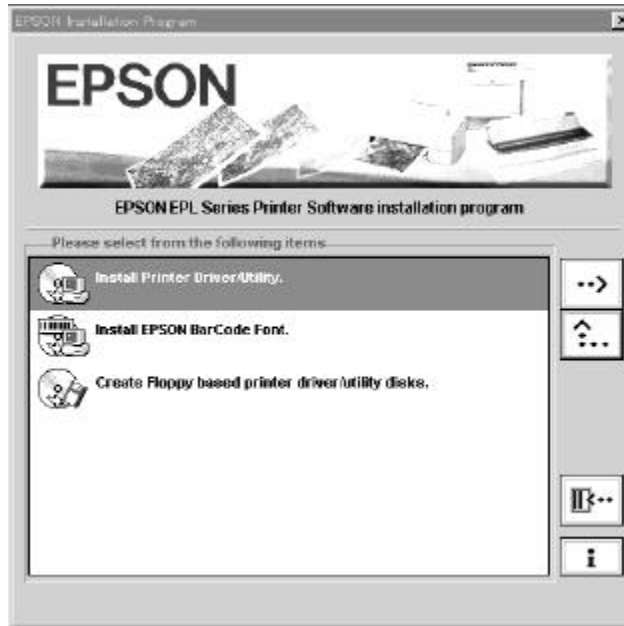 EPSON Installation Program
EPSON
EPSON EPL Series Printer Software installation program
Please select from the following items
Install Printer Driver/Utility.
Install EPSON BarCode Font.
Create Floppy based printer driver/utility disks.
-->
i